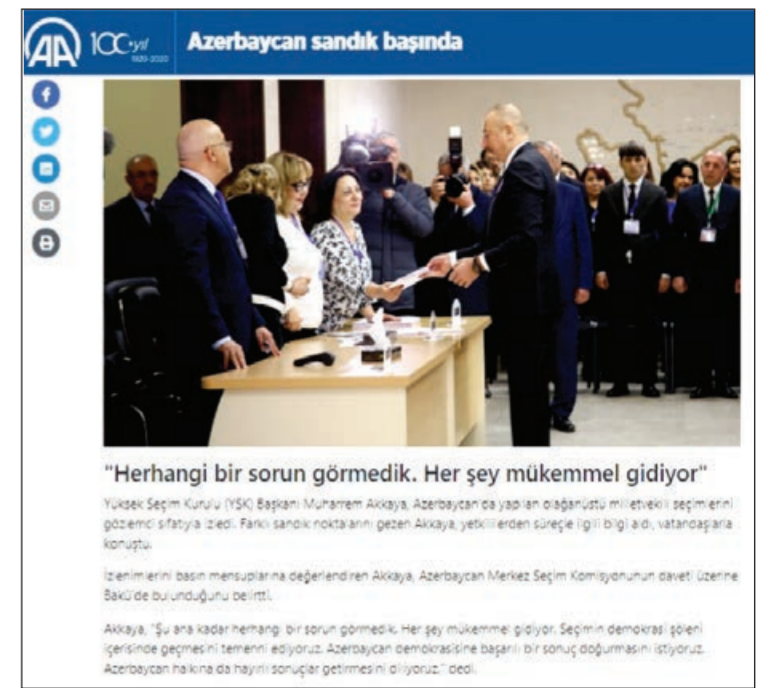 AA 100.yıl
1920-2020
Azerbaycan sandık başında
"Herhangi bir sorun görmedik. Her şey mükemmel gidiyor"
Yüksek Seçim Kurulu (YSK) Başkanı Muharrem Akkaya, Azerbaycan'da yapılan olağanüstü milletvekili seçimlerini
gözlemci sıfatıyla izledi. Farklı sandık noktalarını gezen Akkaya, yetkililerden süreçle ilgili bilgi aldı, vatandaşlarla
konuştu.
İzlenimlerini basın mensuplarına değerlendiren Akkaya, Azerbaycan Merkez Seçim Komisyonunun daveti üzerine
Bakü'de bulunduğunu belirtti.
Akkaya, "Şu ana kadar herhangi bir sorun görmedik. Her şey mükemmel gidiyor. Seçimin demokrasi şöleni
içerisinde geçmesini temenni ediyoruz. Azerbaycan demokrasisine başarılı bir sonuç doğurmasını istiyoruz.
Azerbaycan halkına da hayırlı sonuçlar getirmesini diliyoruz." dedi.